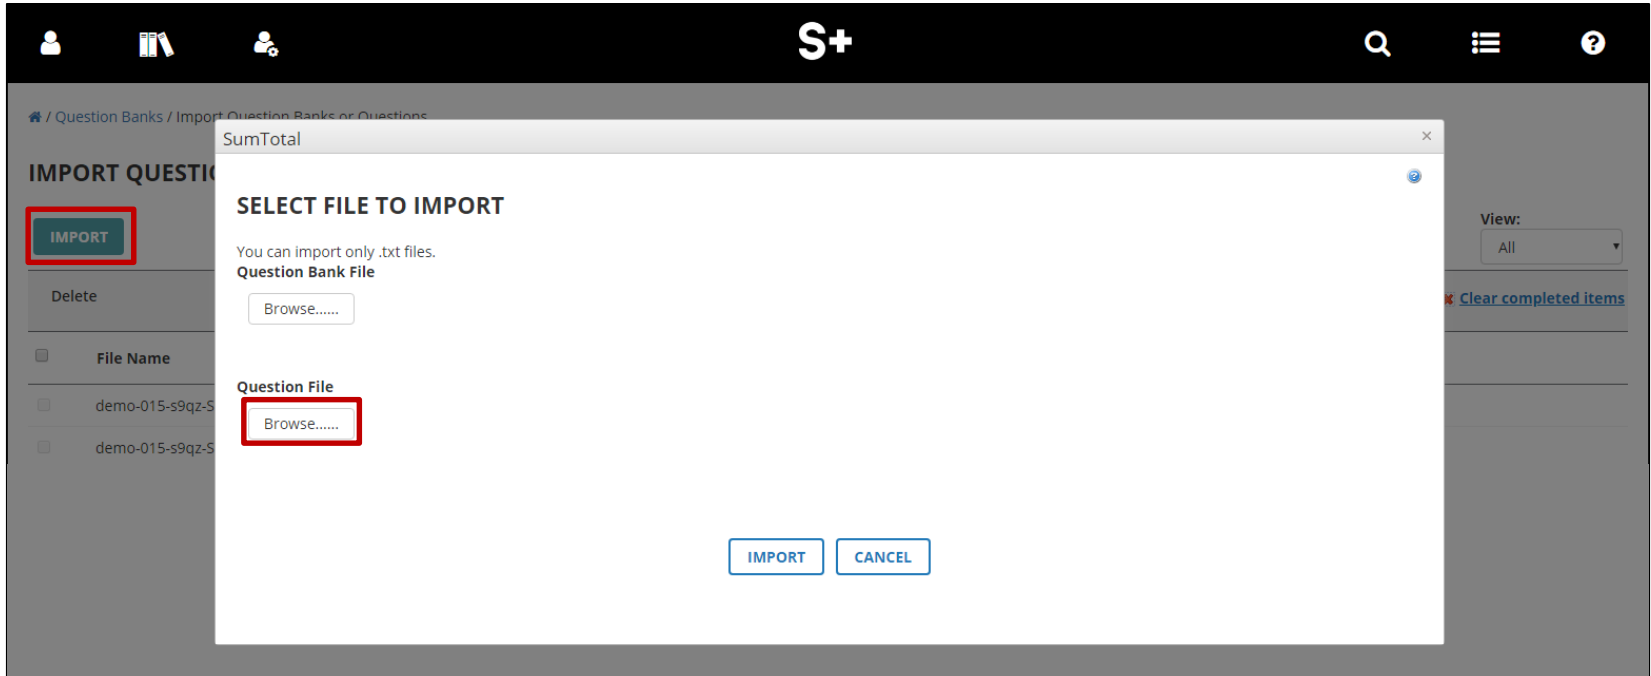 S+
/ Question Banks / Import Question Banks or Questions
SumTotal
×
IMPORT QUESTIO
SELECT FILE TO IMPORT
IMPORT
You can import only .txt files.
Question Bank File
Browse......
View:
All
Delete
Clear completed items
File Name
Question File
Browse......
demo-015-s9qz-S
demo-015-s9qz-S
IMPORT
CANCEL